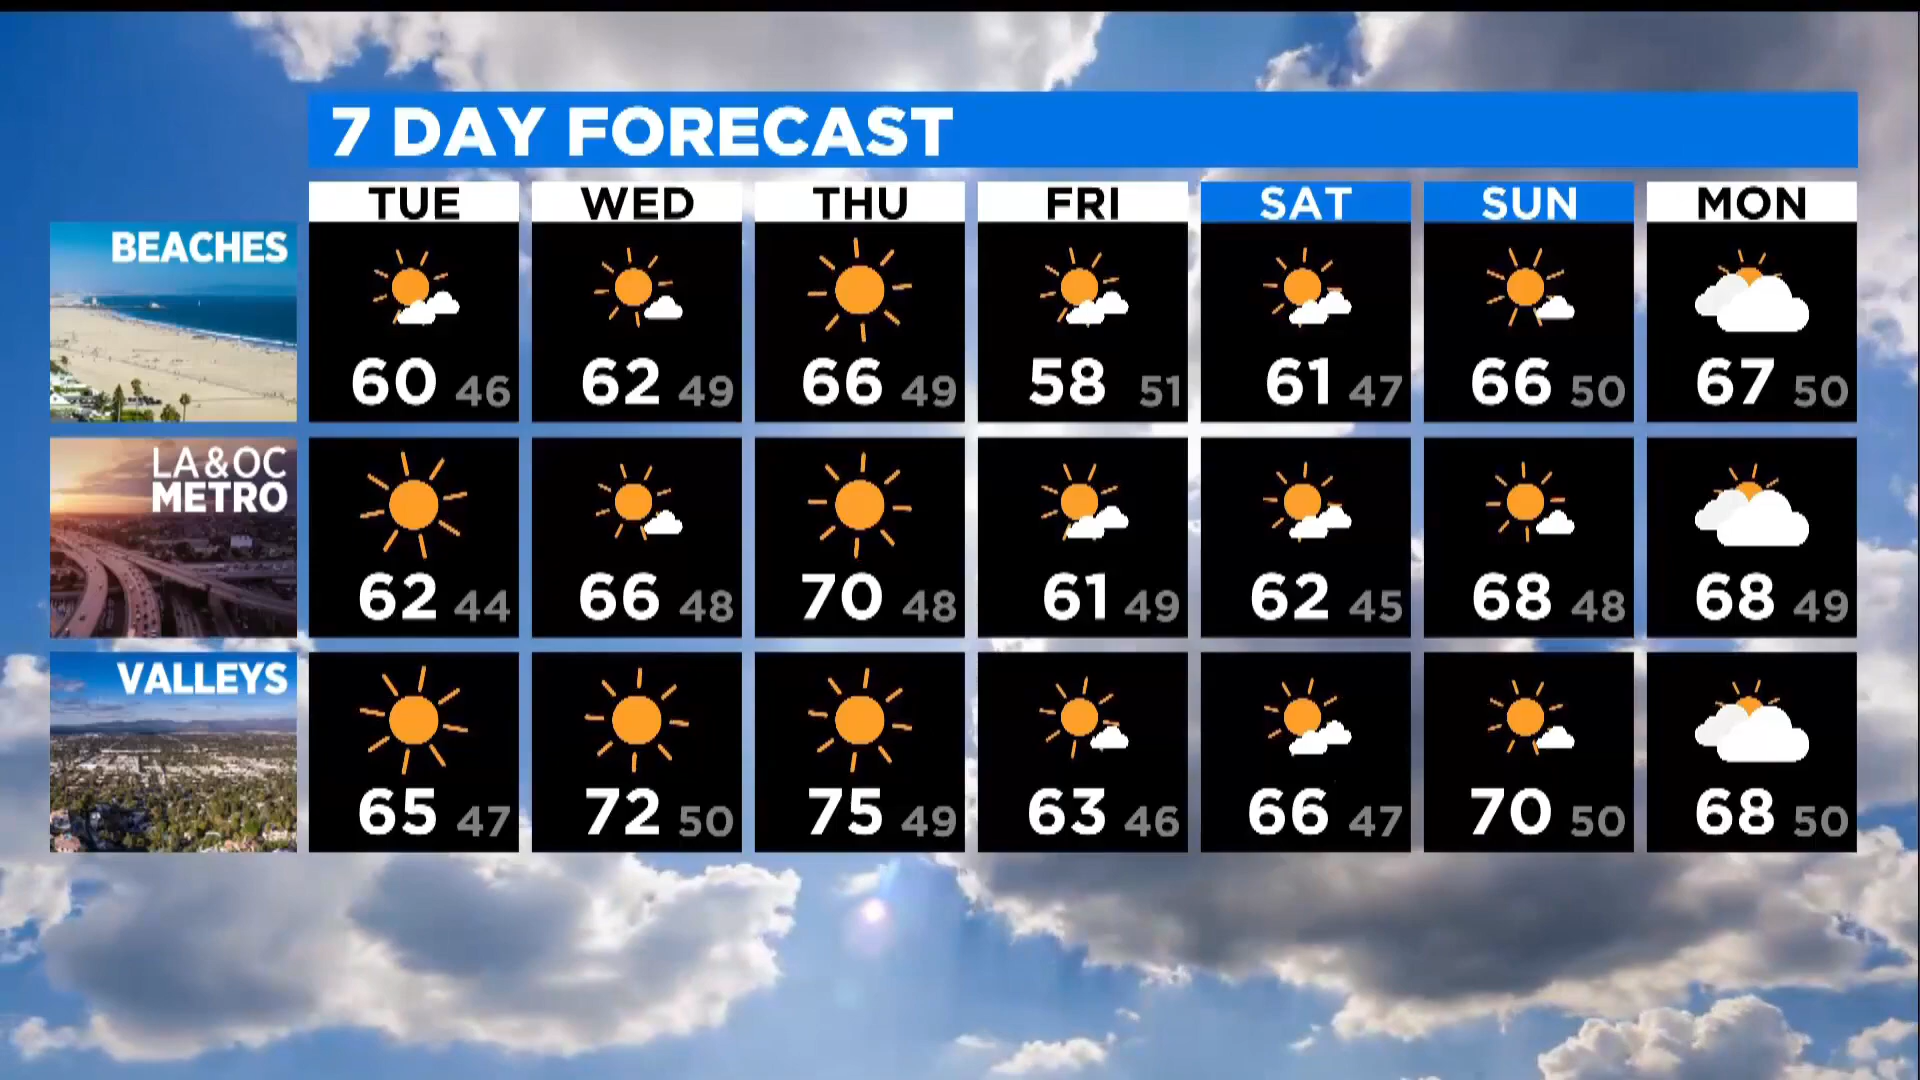 7 DAY FORECAST
TUE WED THU FRI SAT SUN MON
BEACHES
60 46 62 49 66 49 58 51 61 47 66 50 67 50
LA&OC
METRO
62 44 66 48 70 48 61 49 62 45 68 48 68 49
VALLEYS
65 47 72 50 75 49 63 46 66 47 70 50 68 50